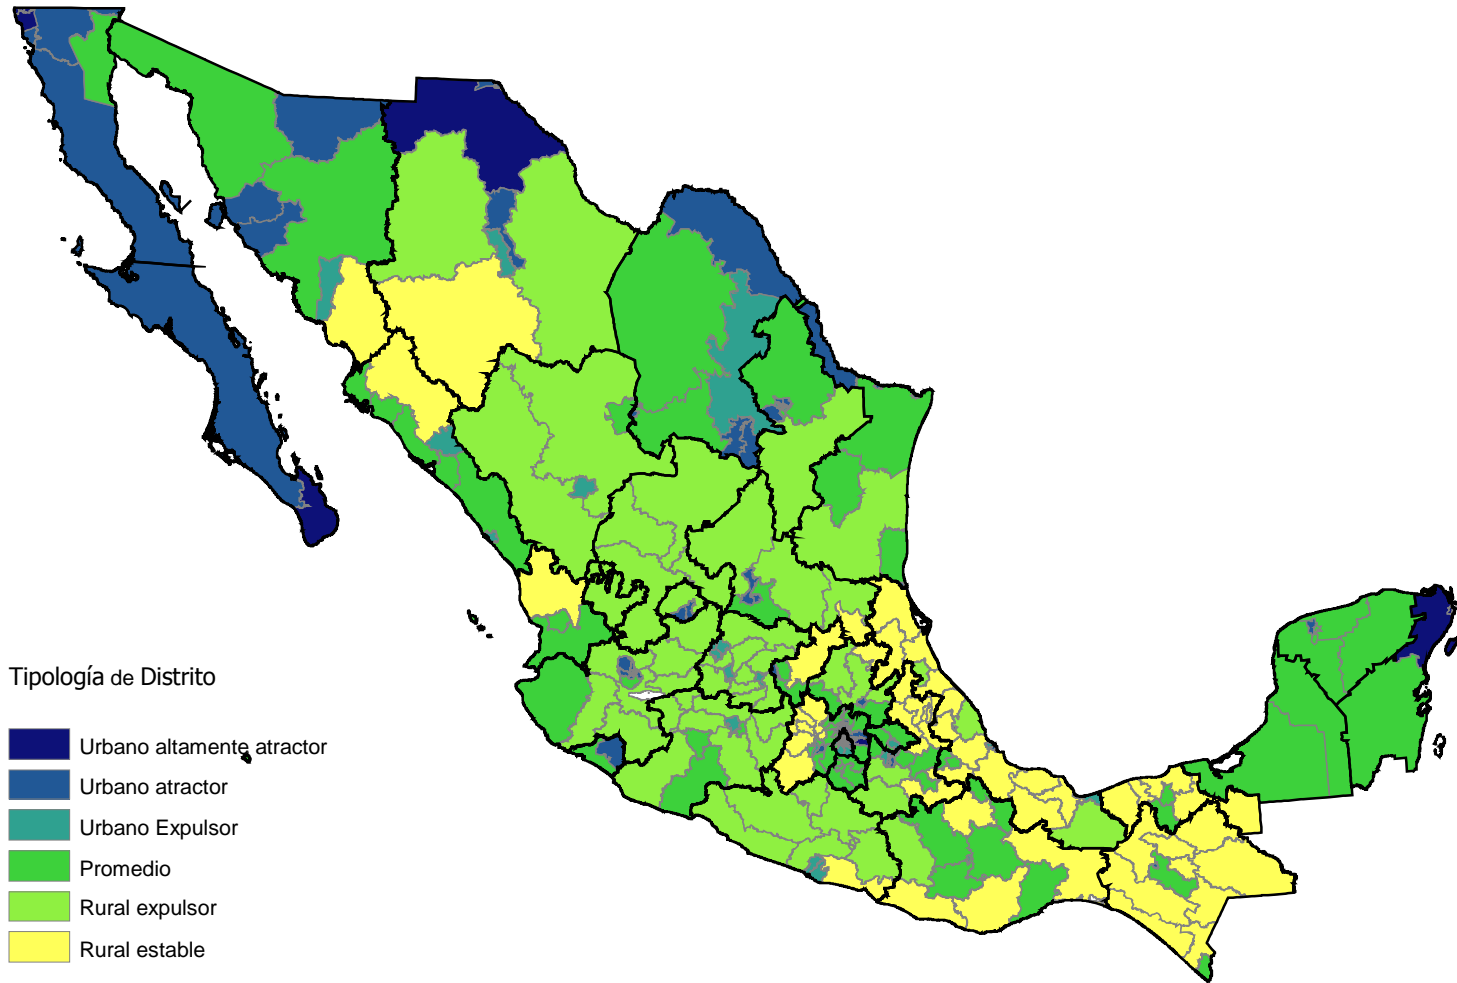 Tipología de Distrito
Urbano altamente atractor
Urbano atractor
Urbano Expulsor
Promedio
Rural expulsor
Rural estable